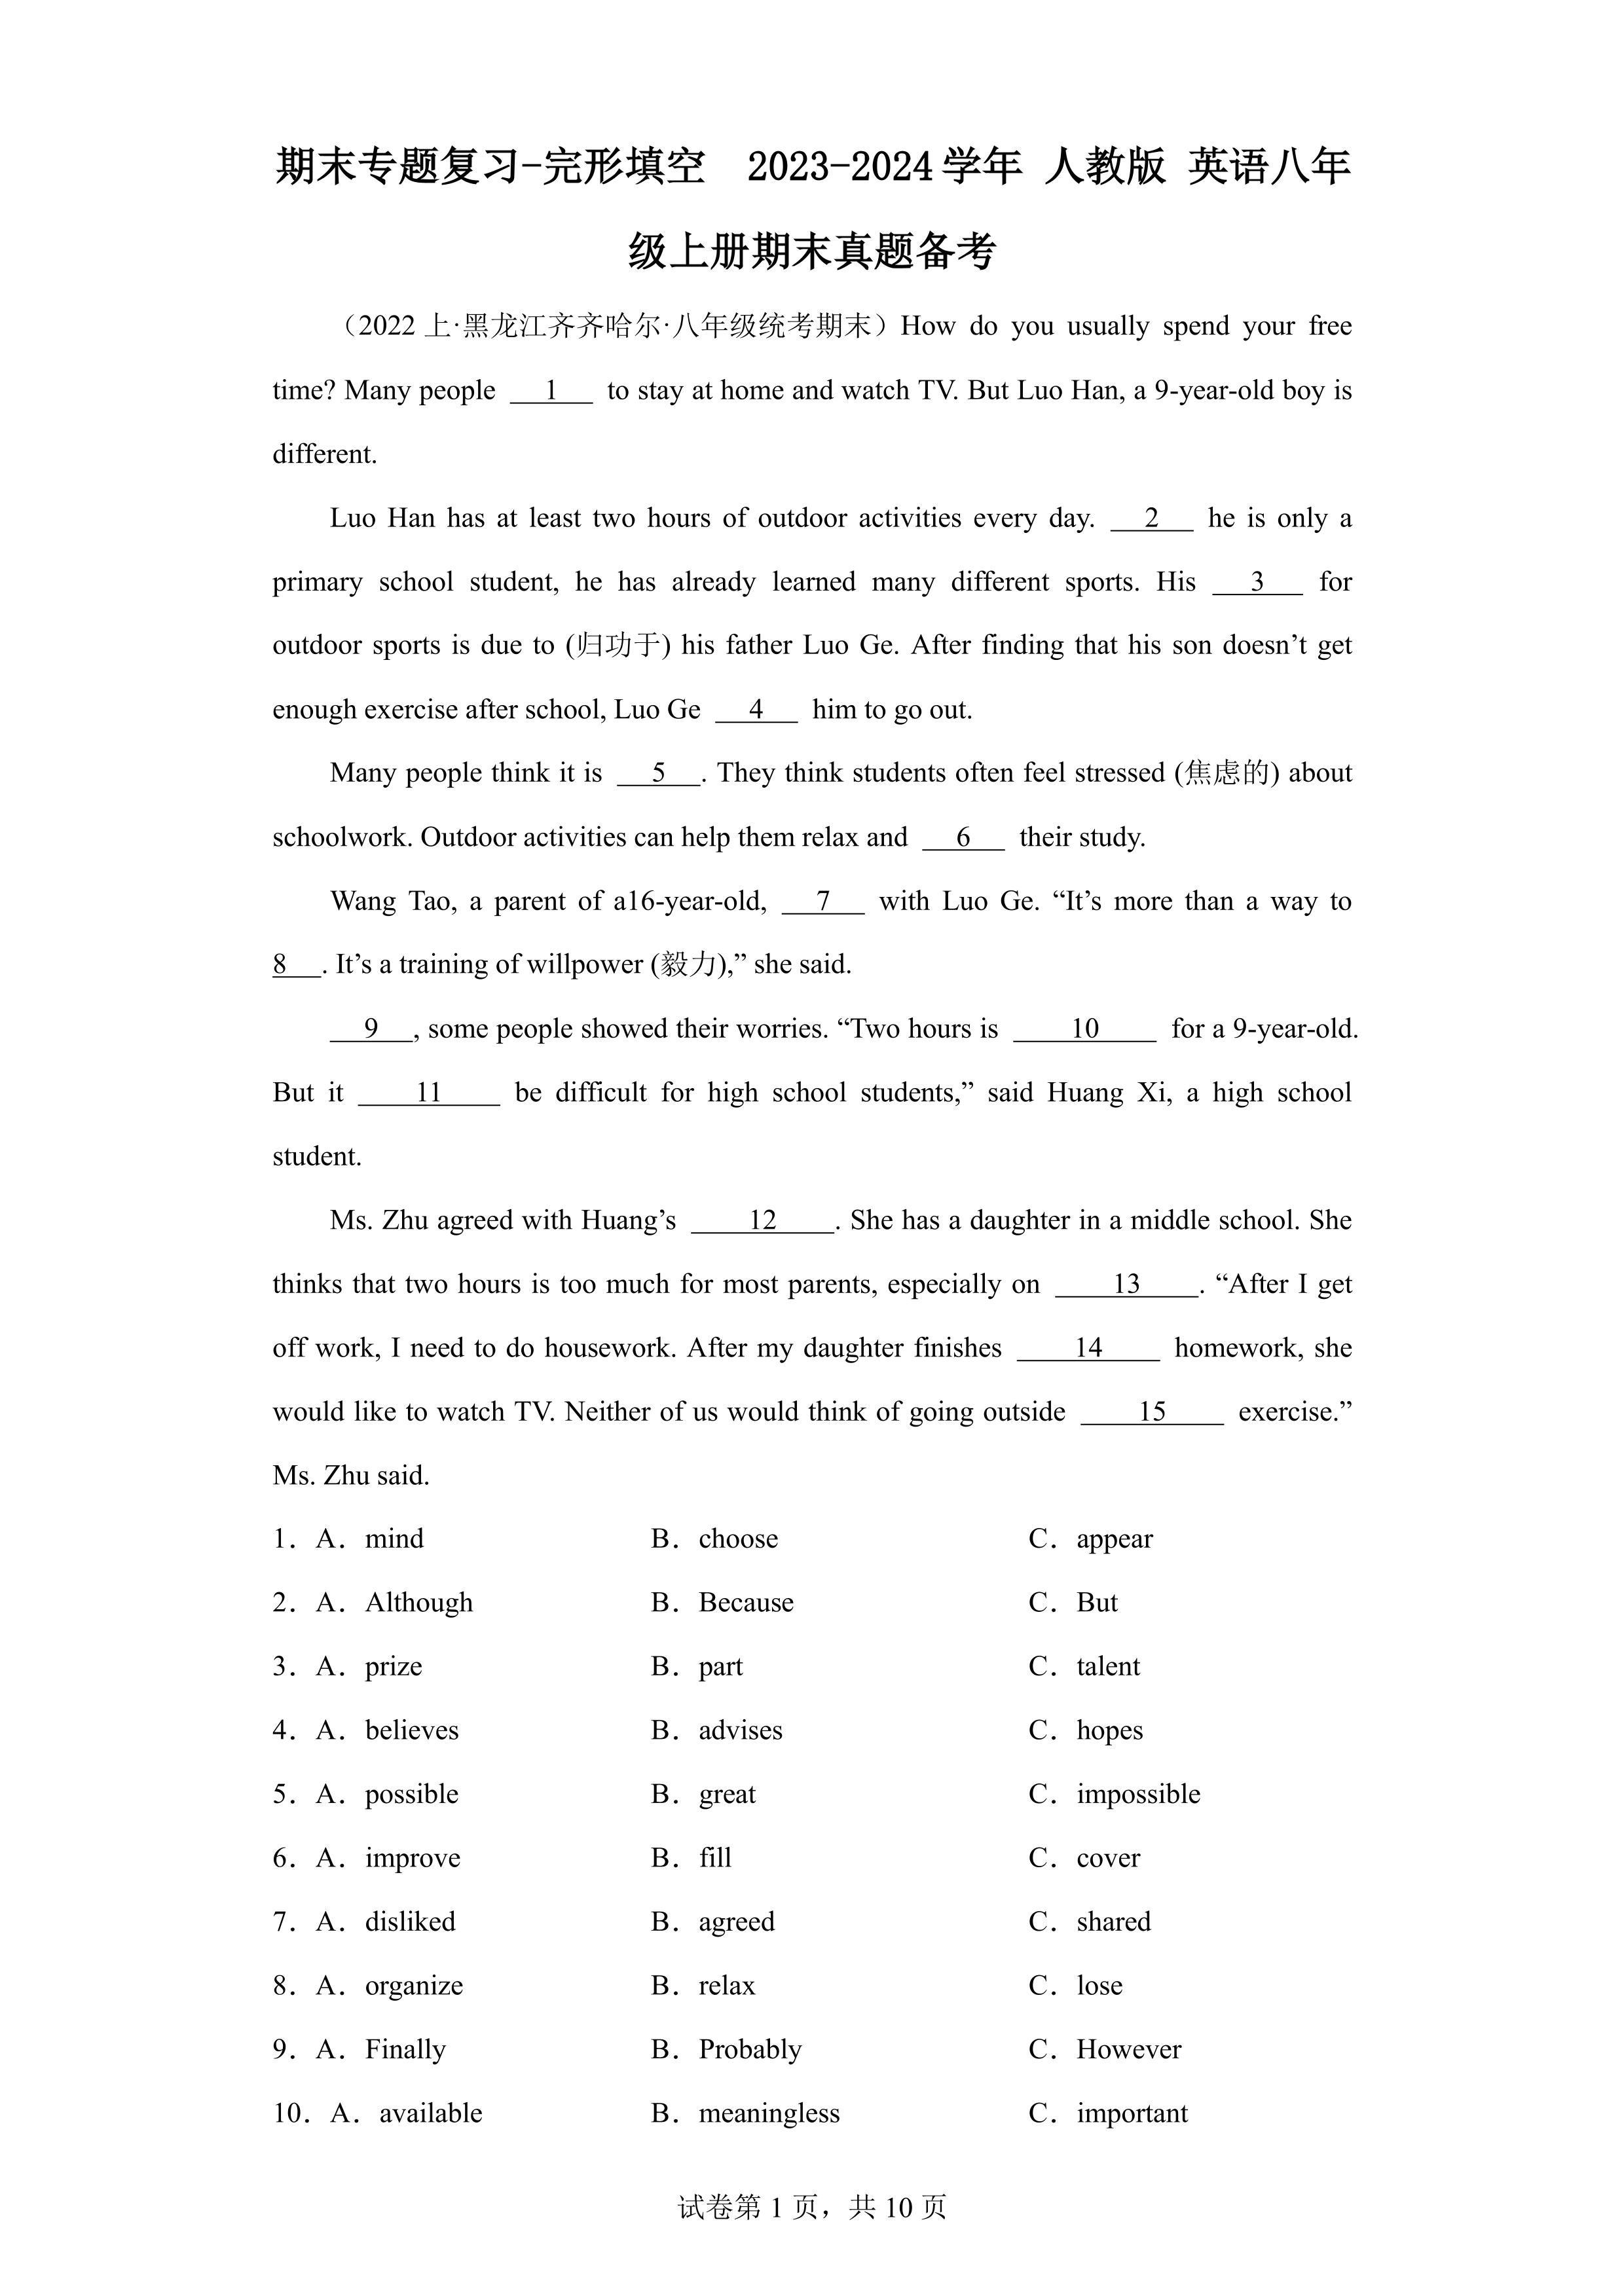 期末专题复习-完形填空 2023-2024学年 人教版 英语八年
级上册期末真题备考
（2022上·黑龙江齐齐哈尔·八年级统考期末）How do you usually spend your free
time? Many people 1 to stay at home and watch TV. But Luo Han, a 9-year-old boy is
different.
Luo Han has at least two hours of outdoor activities every day. 2 he is only a
primary school student, he has already learned many different sports. His 3 for
outdoor sports is due to (归功于) his father Luo Ge. After finding that his son doesn’t get
enough exercise after school, Luo Ge 4 him to go out.
Many people think it is 5 . They think students often feel stressed (焦虑的) about
schoolwork. Outdoor activities can help them relax and 6 their study.
Wang Tao, a parent of a16-year-old, 7 with Luo Ge. “It’s more than a way to
8 . It’s a training of willpower (毅力),” she said.
9 , some people showed their worries. “Two hours is 10 for a 9-year-old.
But it 11 be difficult for high school students,” said Huang Xi, a high school
student.
Ms. Zhu agreed with Huang’s 12 . She has a daughter in a middle school. She
thinks that two hours is too much for most parents, especially on 13 . “After I get
off work, I need to do housework. After my daughter finishes 14 homework, she
would like to watch TV. Neither of us would think of going outside 15 exercise.”
Ms. Zhu said.
1．A．mind B．choose C．appear
2．A．Although B．Because C．But
3．A．prize B．part C．talent
4．A．believes B．advises C．hopes
5．A．possible B．great C．impossible
6．A．improve B．fill C．cover
7．A．disliked B．agreed C．shared
8．A．organize B．relax C．lose
9．A．Finally B．Probably C．However
10．A．available B．meaningless C．important
试卷第 1 页，共 10 页